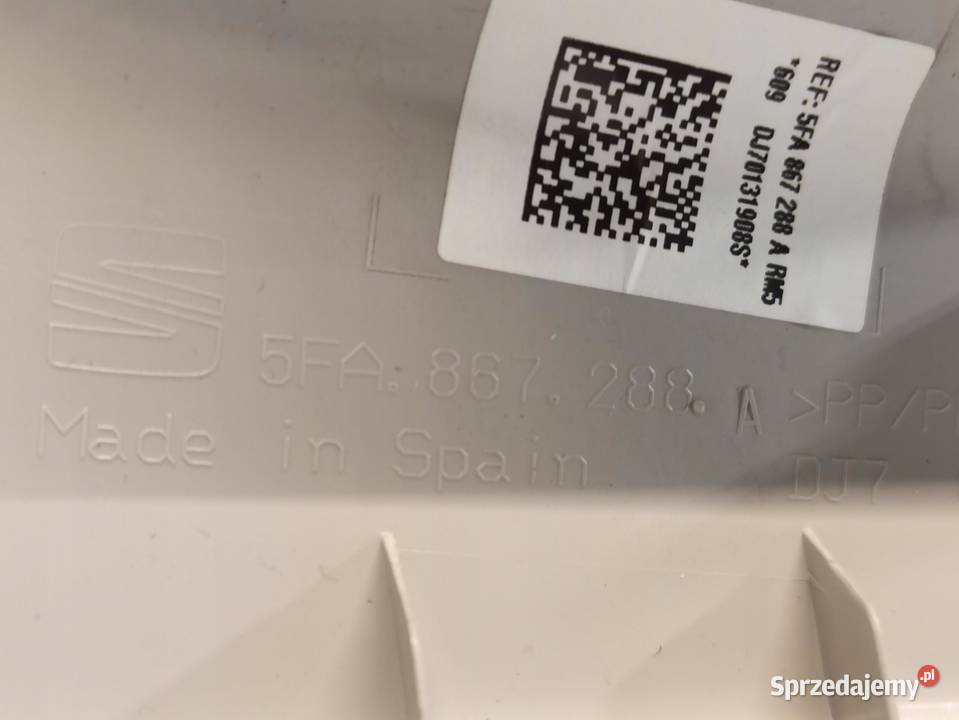 REF: 5FA 867 288 A RM5
*609 DJ70131908S*
5FA.867.288.A >PP/P
Made in Spain
DJ7
Sprzedajemy.pl